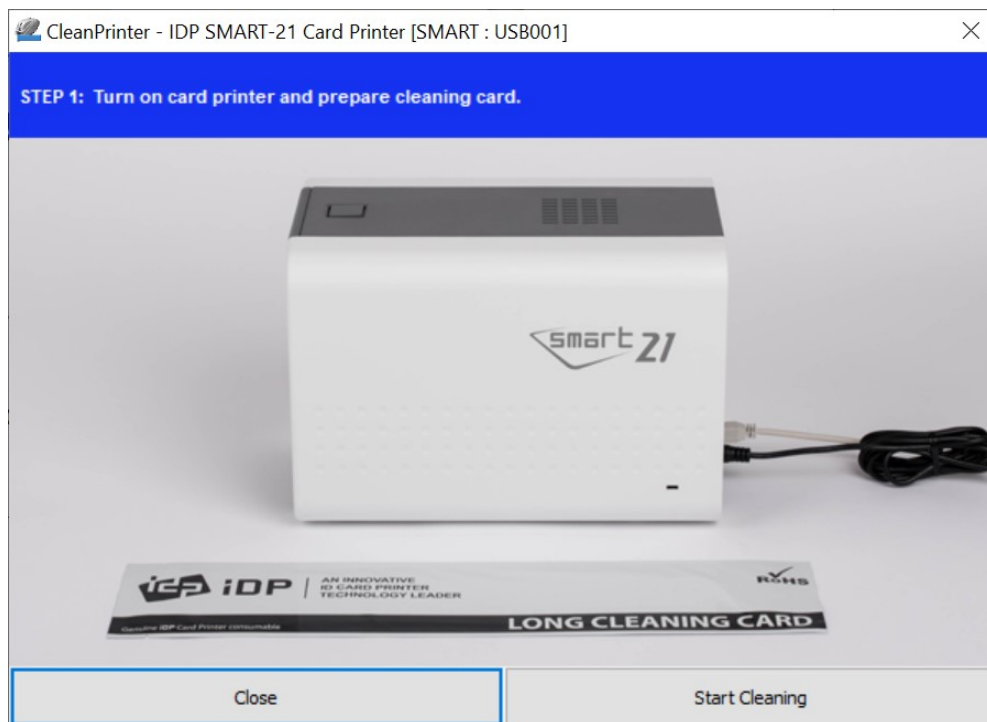 CleanPrinter - IDP SMART-21 Card Printer [SMART : USB001]
STEP 1: Turn on card printer and prepare cleaning card.
smart 21
iDP
AN INNOVATIVE
ID CARD PRINTER
TECHNOLOGY LEADER
RoHS
Genuine IDP Card Printer consumable
LONG CLEANING CARD
Close
Start Cleaning